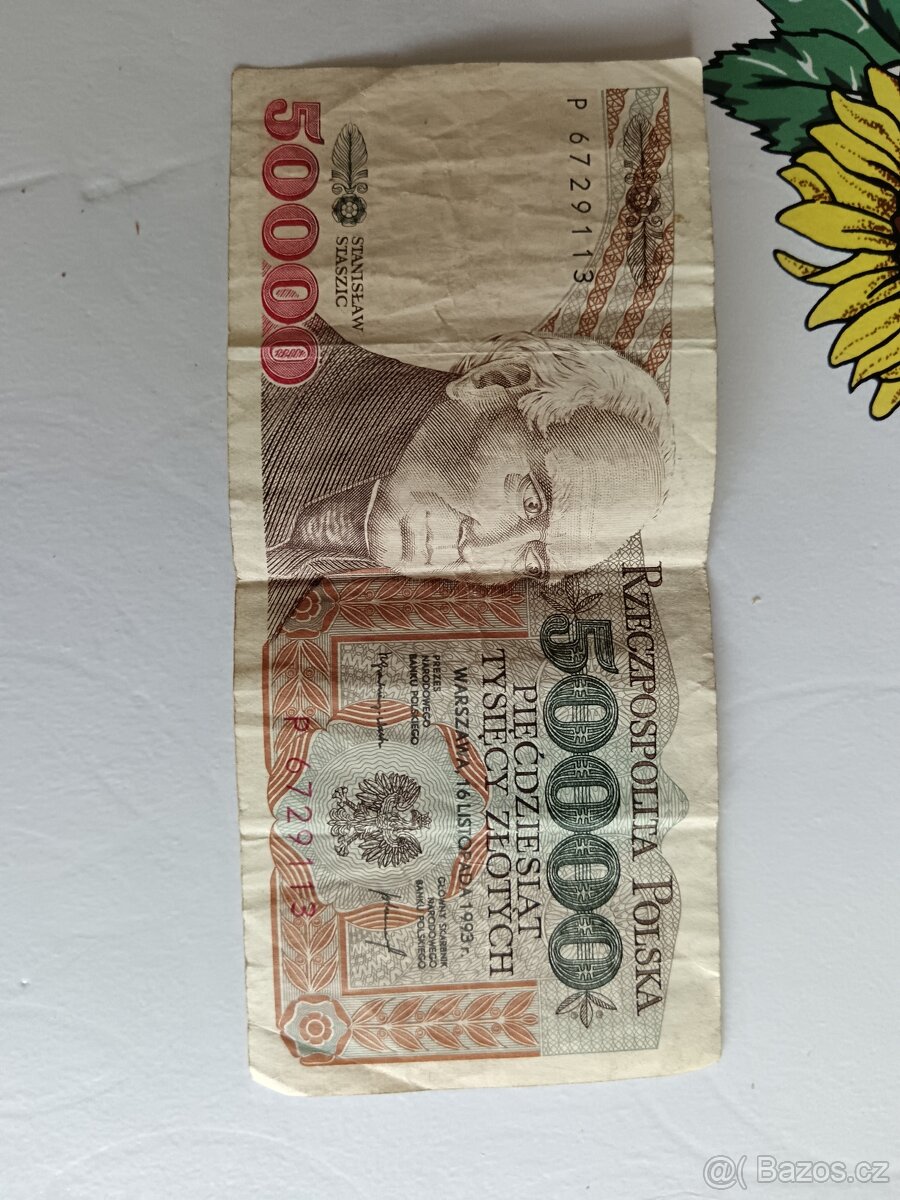 RZECZPOSPOLITA POLSKA
50000
PIĘĆDZIESIĄT
TYSIĘCY ZŁOTYCH
WARSZAWA, 16 LISTOPADA 1993 r.
PREZES
NARODOWEGO
BANKU POLSKIEGO
GŁÓWNY SKARBNIK
NARODOWEGO
BANKU POLSKIEGO
P 6729113
P 6729113
STANISŁAW
STASZIC
50000
@( Bazos.cz